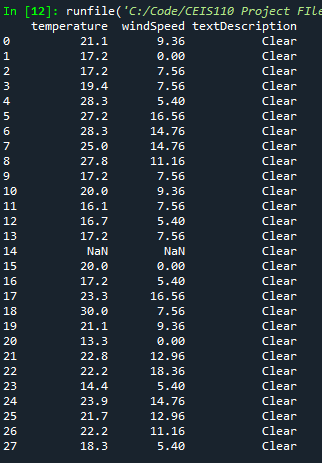 In [12]: runfile('C:/Code/CEIS110 Project FIle
temperature windSpeed textDescription
0 21.1 9.36 Clear
1 17.2 0.00 Clear
2 17.2 7.56 Clear
3 19.4 7.56 Clear
4 28.3 5.40 Clear
5 27.2 16.56 Clear
6 28.3 14.76 Clear
7 25.0 14.76 Clear
8 27.8 11.16 Clear
9 17.2 7.56 Clear
10 20.0 9.36 Clear
11 16.1 7.56 Clear
12 16.7 5.40 Clear
13 17.2 7.56 Clear
14 NaN NaN Clear
15 20.0 0.00 Clear
16 17.2 5.40 Clear
17 23.3 16.56 Clear
18 30.0 7.56 Clear
19 21.1 9.36 Clear
20 13.3 0.00 Clear
21 22.8 12.96 Clear
22 22.2 18.36 Clear
23 14.4 5.40 Clear
24 23.9 14.76 Clear
25 21.7 12.96 Clear
26 22.2 11.16 Clear
27 18.3 5.40 Clear